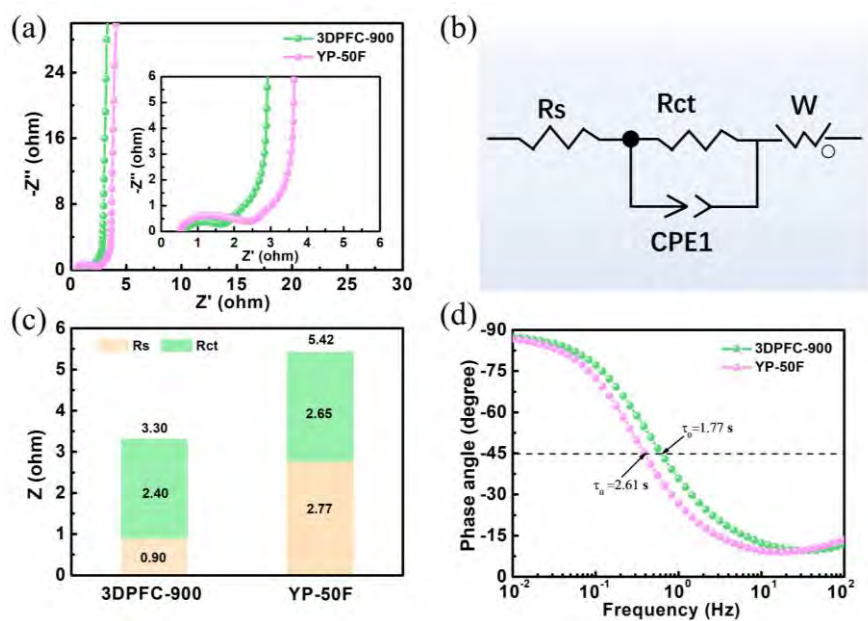 (a)
3DPFC-900
YP-50F
-Z'' (ohm)
24
16
8
0
0 5 10 15 20 25 30
Z' (ohm)
6
5
4
3
2
1
0
0 1 2 3 4 5 6
-Z'' (ohm)
Z' (ohm)
(b)
Rs
Rct
W
CPE1
(c)
Z (ohm)
6
5
4
3
2
1
0
Rs
Rct
3.30
2.40
0.90
5.42
2.65
2.77
3DPFC-900
YP-50F
(d)
Phase angle (degree)
-90
-75
-60
-45
-30
-15
0
3DPFC-900
YP-50F
τ₀=1.77 s
τ₀=2.61 s
10⁻² 10⁻¹ 10⁰ 10¹ 10²
Frequency (Hz)